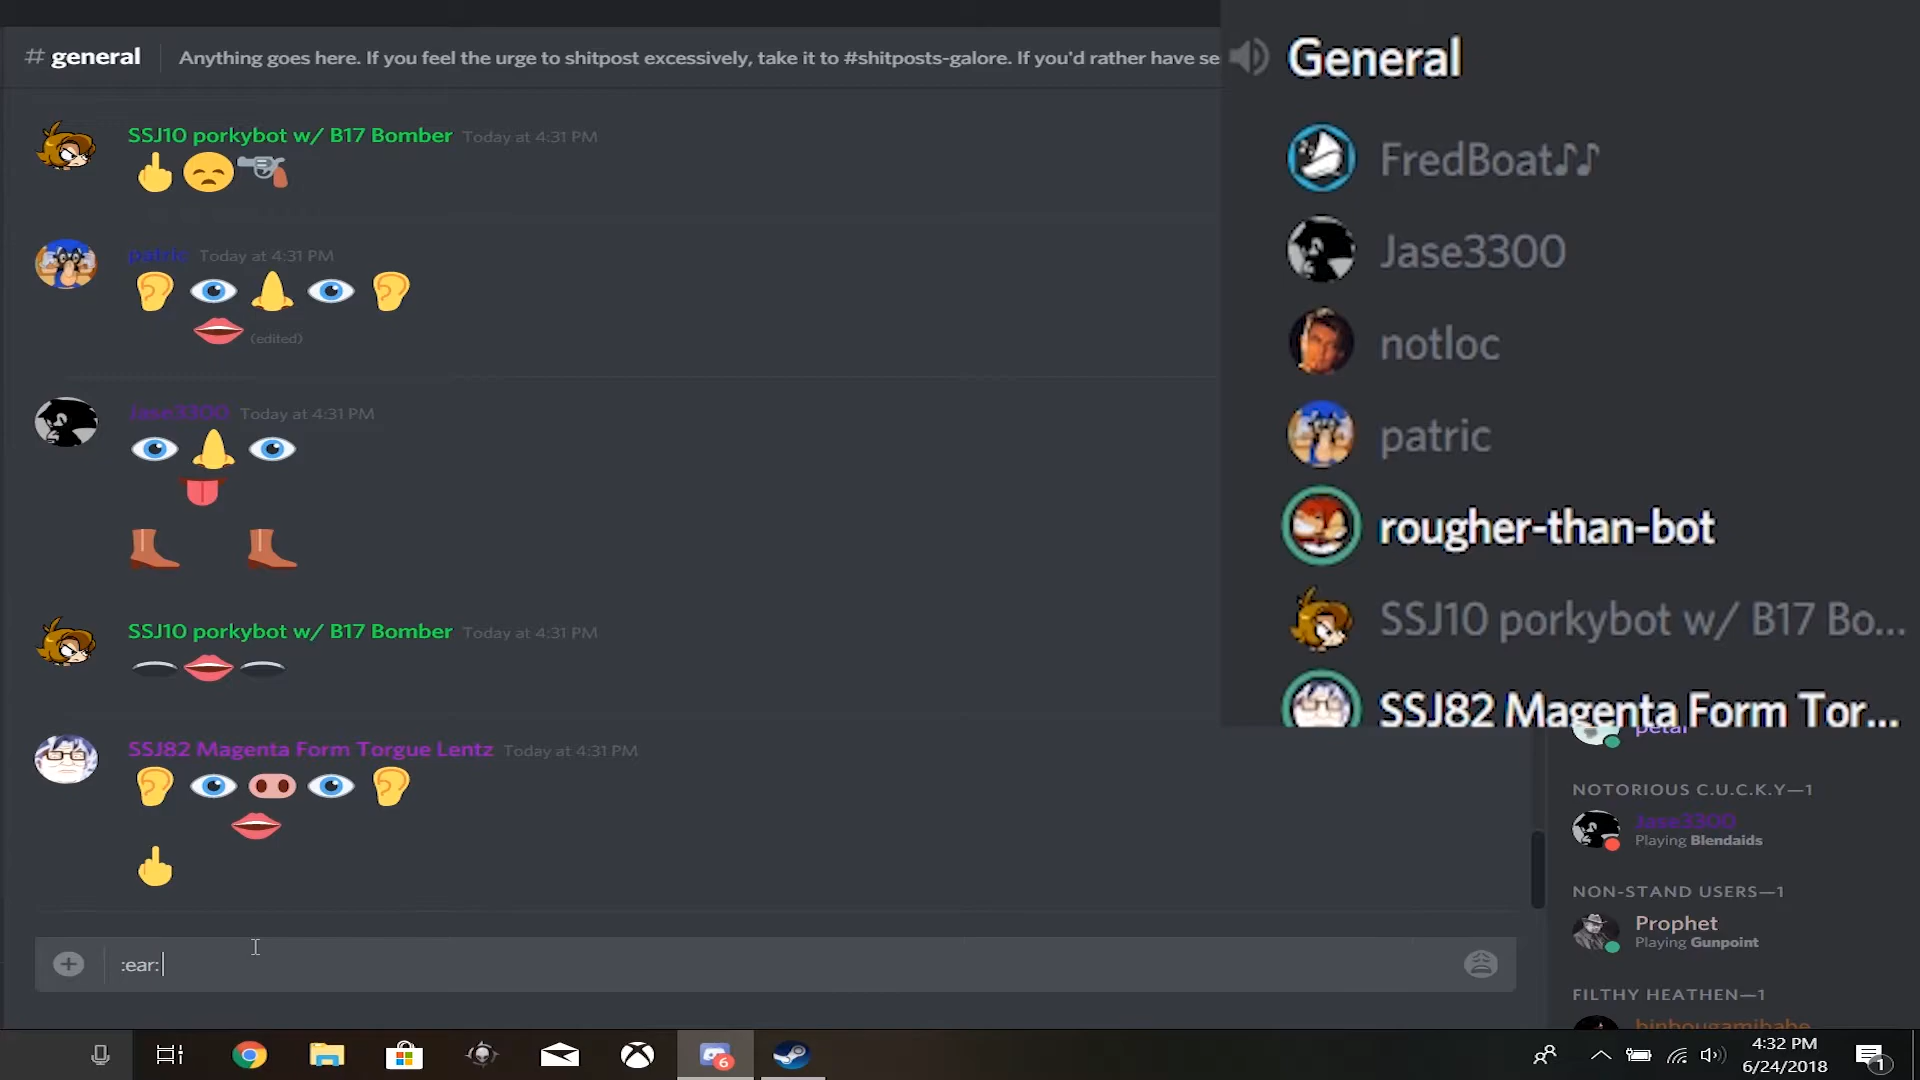 # general
Anything goes here. If you feel the urge to shitpost excessively, take it to #shitposts-galore. If you'd rather have se
SSJ10 porkybot w/ B17 Bomber Today at 4:31 PM
patric Today at 4:31 PM
(edited)
Jase3300 Today at 4:31 PM
SSJ10 porkybot w/ B17 Bomber Today at 4:31 PM
SSJ82 Magenta Form Torgue Lentz Today at 4:31 PM
:ear:
General
FredBoat♪♪
Jase3300
notloc
patric
rougher-than-bot
SSJ10 porkybot w/ B17 Bo...
SSJ82 Magenta Form Tor...
petal
NOTORIOUS C.U.C.K.Y—1
Jase3300
Playing Blendaids
NON-STAND USERS—1
Prophet
Playing Gunpoint
FILTHY HEATHEN—1
binbougamibabe
6
4:32 PM
6/24/2018
1